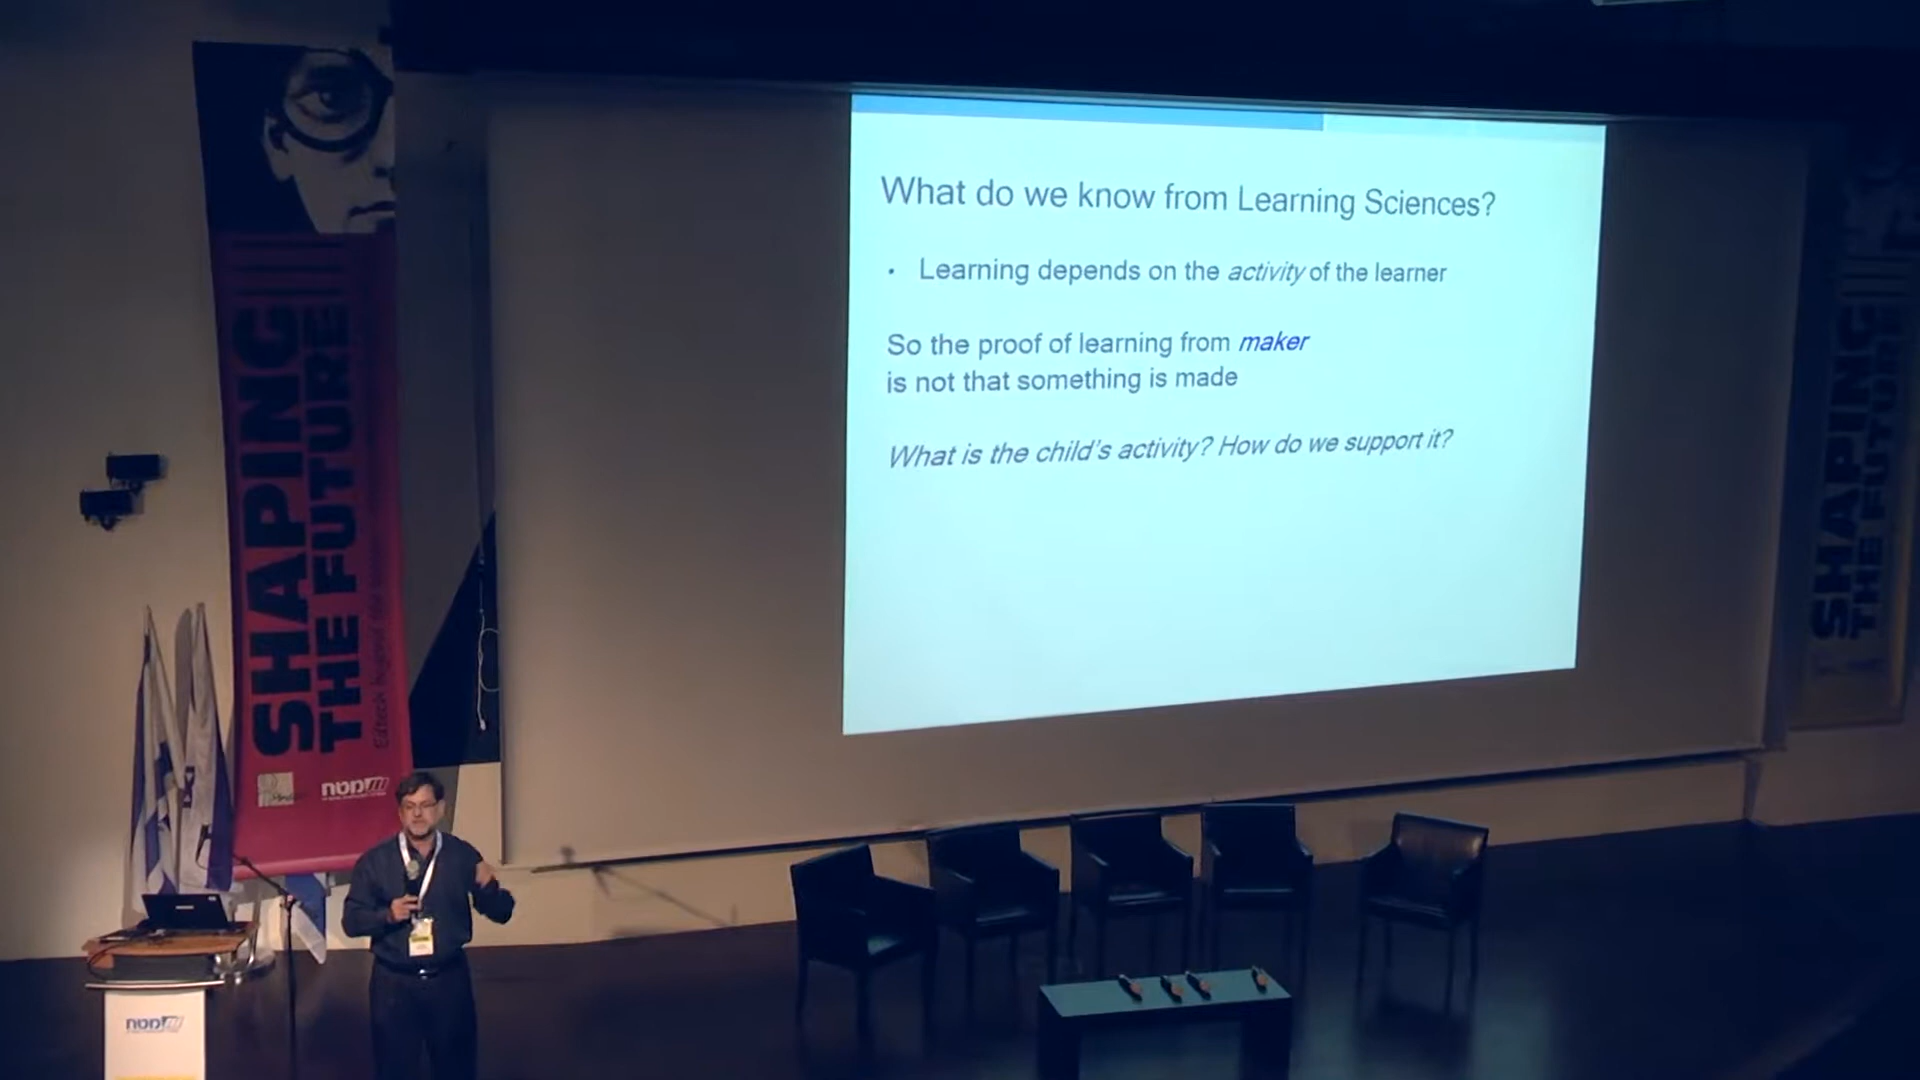 What do we know from Learning Sciences?
• Learning depends on the activity of the learner
So the proof of learning from maker
is not that something is made
What is the child's activity? How do we support it?
SHAPING
THE FUTURE
מטח
מטח
SHAPING
THE FUTURE